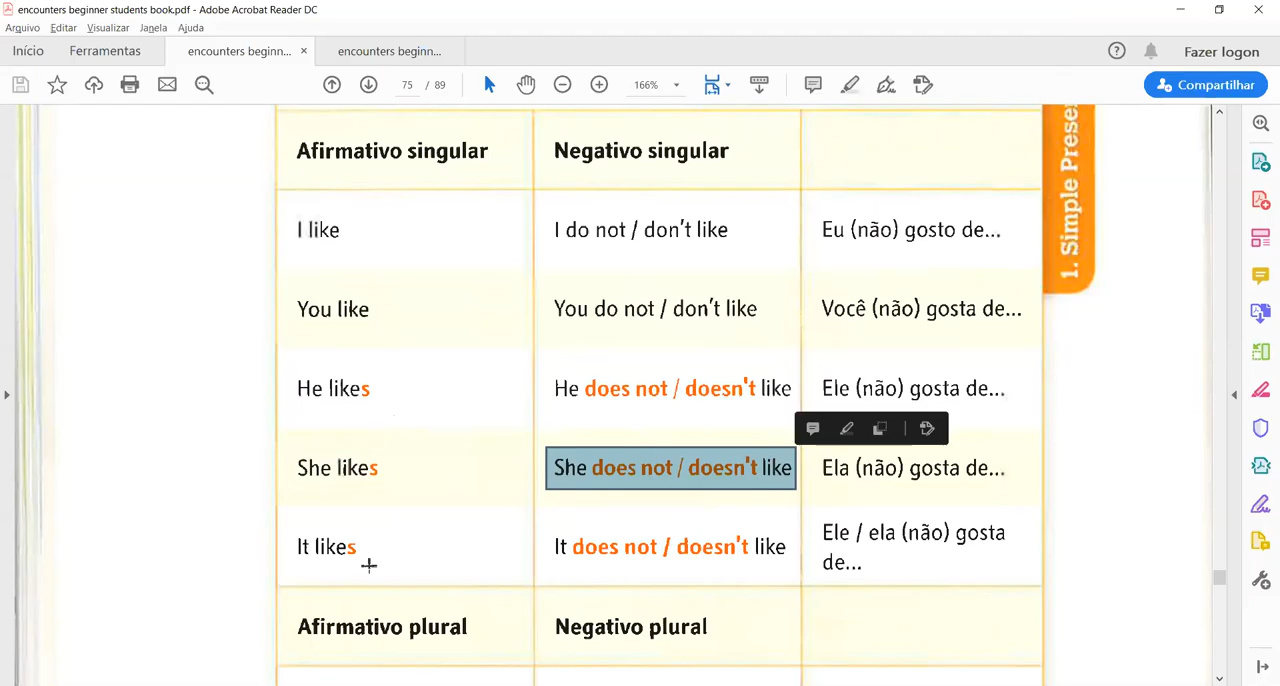 encounters beginner students book.pdf - Adobe Acrobat Reader DC
Arquivo Editar Visualizar Janela Ajuda
Início Ferramentas encounters beginn... × encounters beginn... Fazer logon
75 / 89 166% Compartilhar
Afirmativo singular Negativo singular
I like I do not / don't like Eu (não) gosto de...
You like You do not / don't like Você (não) gosta de...
He likes He does not / doesn't like Ele (não) gosta de...
She likes She does not / doesn't like Ela (não) gosta de...
It likes It does not / doesn't like Ele / ela (não) gosta
de...
Afirmativo plural Negativo plural
1. Simple Presen